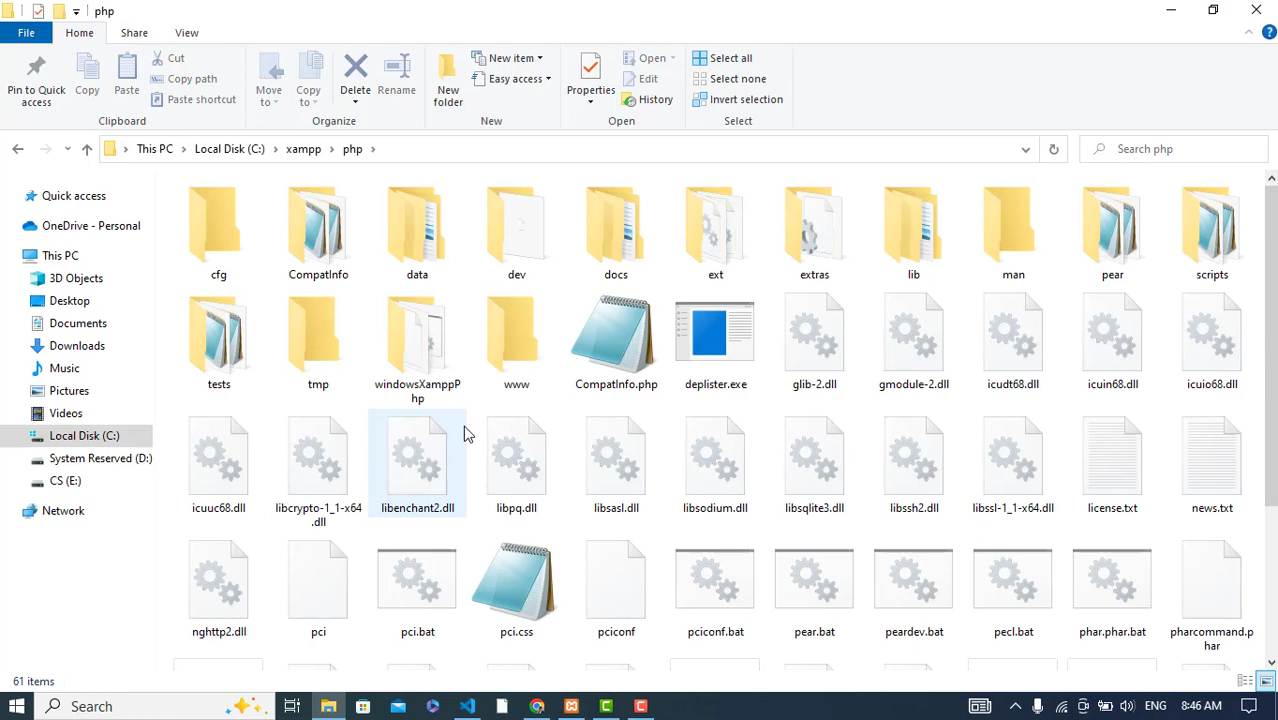 php
File Home Share View
Pin to Quick access
Copy
Paste
Cut
Copy path
Paste shortcut
Clipboard
Move to
Copy to
Delete
Rename
Organize
New folder
New item
Easy access
New
Properties
Open
Edit
History
Open
Select all
Select none
Invert selection
Select
This PC Local Disk (C:) xampp php
Search php
Quick access
OneDrive - Personal
This PC
3D Objects
Desktop
Documents
Downloads
Music
Pictures
Videos
Local Disk (C:)
System Reserved (D:)
CS (E:)
Network
cfg CompatInfo data dev docs ext extras lib man pear scripts
tests tmp windowsXamppP www CompatInfo.php deplister.exe glib-2.dll gmodule-2.dll icudt68.dll icuin68.dll icuio68.dll
hp
icuuc68.dll libcrypto-1_1-x64 libenchant2.dll libpq.dll libsasl.dll libsodium.dll libsqlite3.dll libssh2.dll libssl-1_1-x64.dll license.txt news.txt
.dll
nghttp2.dll pci pci.bat pci.css pciconf pciconf.bat pear.bat peardev.bat pecl.bat phar.phar.bat pharcommand.p
har
61 items
Search
ENG 8:46 AM